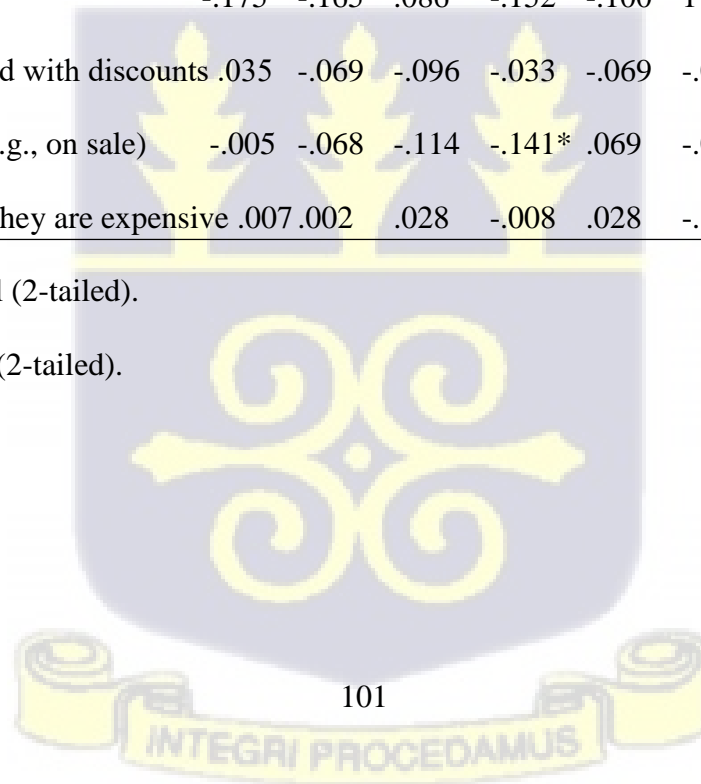 d with discounts .035 -.069 -.096 -.033 -.069
.g., on sale) -.005 -.068 -.114 -.141* .069
hey are expensive .007 .002 .028 -.008 .028
(2-tailed).
(2-tailed).
101
INTEGRI PROCEDAMUS